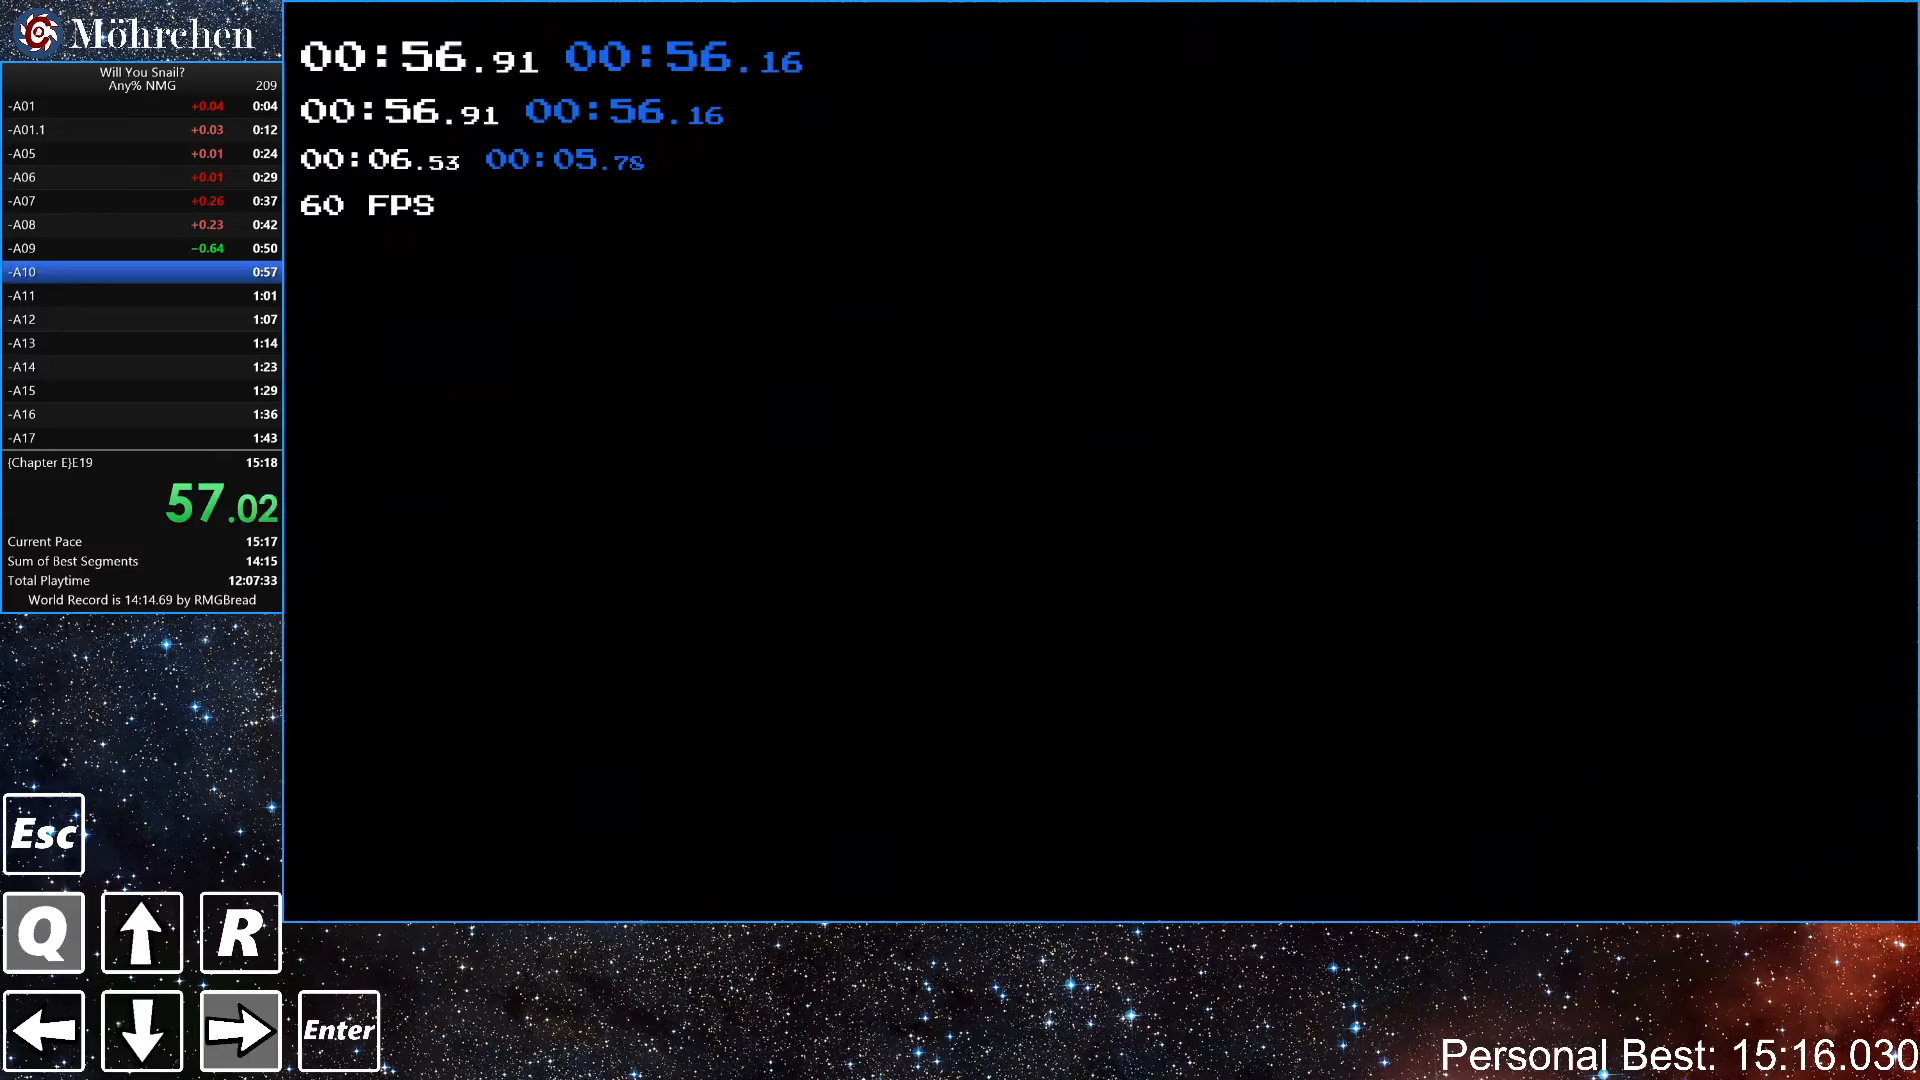 Möhrchen
Will You Snail?
Any% NMG 209
-A01 +0.04 0:04
-A01.1 +0.03 0:12
-A05 +0.01 0:24
-A06 +0.01 0:29
-A07 +0.26 0:37
-A08 +0.23 0:42
-A09 −0.64 0:50
-A10 0:57
-A11 1:01
-A12 1:07
-A13 1:14
-A14 1:23
-A15 1:29
-A16 1:36
-A17 1:43
{Chapter E}E19 15:18
57.02
Current Pace 15:17
Sum of Best Segments 14:15
Total Playtime 12:07:33
World Record is 14:14.69 by RMGBread
00:56.91 00:56.16
00:56.91 00:56.16
00:06.53 00:05.78
60 FPS
Esc
Q R
Enter
Personal Best: 15:16.030